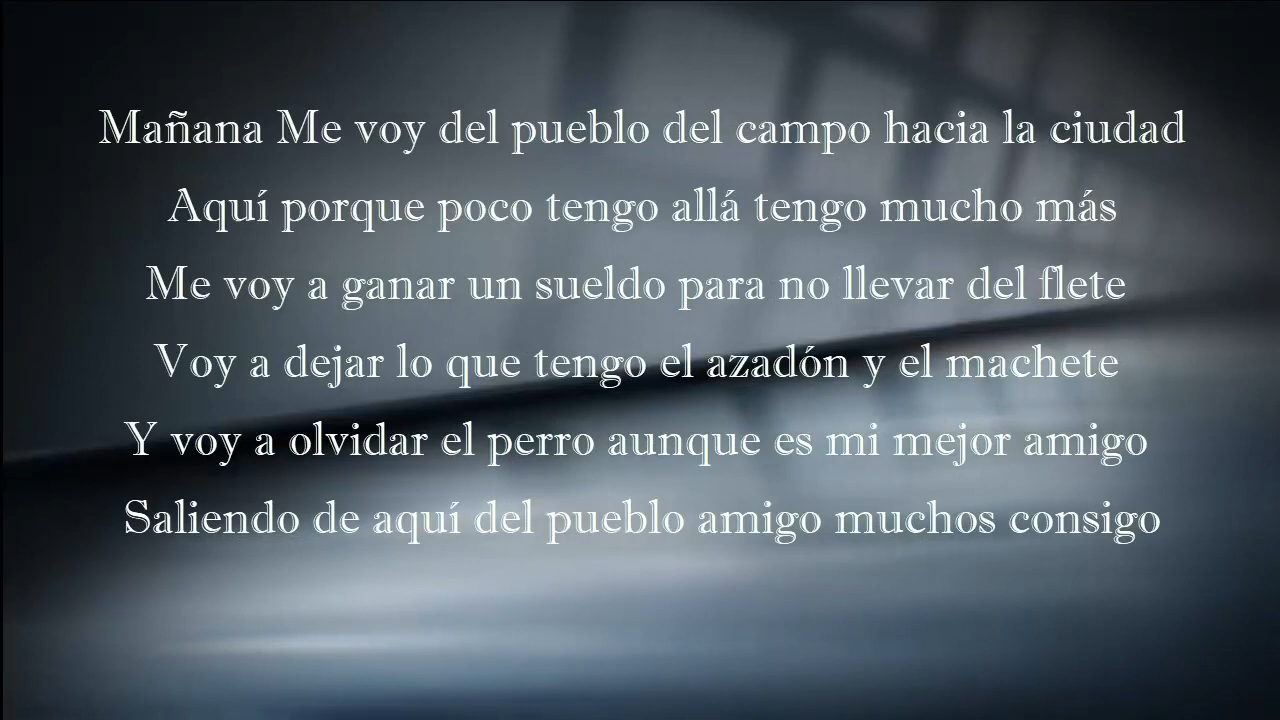 Mañana Me voy del pueblo del campo hacia la ciudad
Aquí porque poco tengo allá tengo mucho más
Me voy a ganar un sueldo para no llevar del flete
Voy a dejar lo que tengo el azadón y el machete
Y voy a olvidar el perro aunque es mi mejor amigo
Saliendo de aquí del pueblo amigo muchos consigo